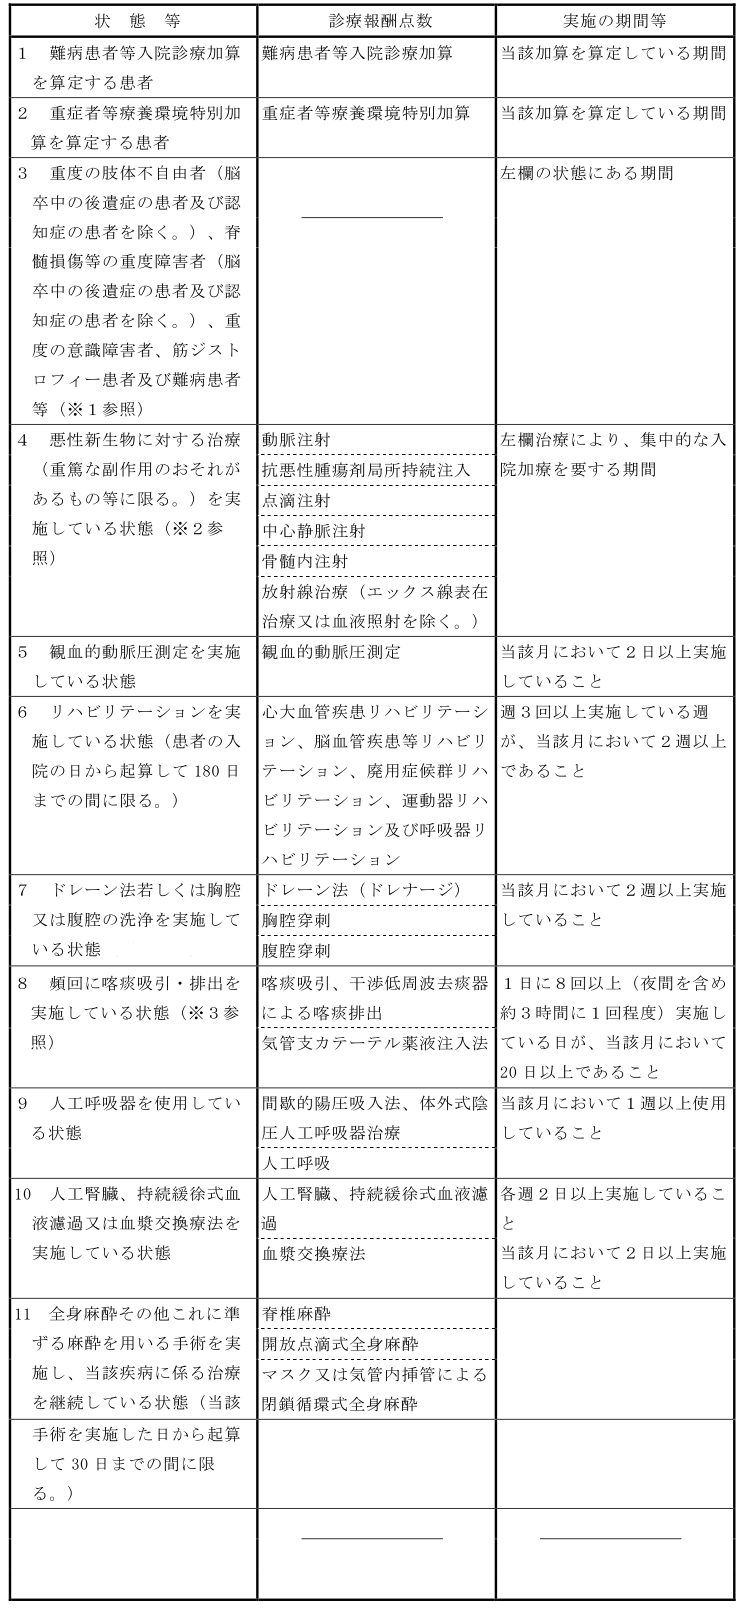 状　態　等
診療報酬点数
実施の期間等
１　難病患者等入院診療加算
を算定する患者
難病患者等入院診療加算
当該加算を算定している期間
２　重症者等療養環境特別加
算を算定する患者
重症者等療養環境特別加算
当該加算を算定している期間
３　重度の肢体不自由者（脳
卒中の後遺症の患者及び認
知症の患者を除く。）、脊
髄損傷等の重度障害者（脳
卒中の後遺症の患者及び認
知症の患者を除く。）、重
度の意識障害者、筋ジスト
ロフィー患者及び難病患者
等（※１参照）
左欄の状態にある期間
４　悪性新生物に対する治療
（重篤な副作用のおそれが
あるもの等に限る。）を実
施している状態（※２参
照）
動脈注射
抗悪性腫瘍剤局所持続注入
点滴注射
中心静脈注射
骨髄内注射
放射線治療（エックス線表在
治療又は血液照射を除く。）
左欄治療により、集中的な入
院加療を要する期間
５　観血的動脈圧測定を実施
している状態
観血的動脈圧測定
当該月において２日以上実施
していること
６　リハビリテーションを実
施している状態（患者の入
院の日から起算して 180 日
までの間に限る。）
心大血管疾患リハビリテーシ
ョン、脳血管疾患等リハビリ
テーション、廃用症候群リハ
ビリテーション、運動器リハ
ビリテーション及び呼吸器リ
ハビリテーション
週３回以上実施している週
が、当該月において２週以上
であること
７　ドレーン法若しくは胸腔
又は腹腔の洗浄を実施して
いる状態
ドレーン法（ドレナージ）
胸腔穿刺
腹腔穿刺
当該月において２週以上実施
していること
８　頻回に喀痰吸引・排出を
実施している状態（※３参
照）
喀痰吸引、干渉低周波去痰器
による喀痰排出
気管支カテーテル薬液注入法
１日に８回以上（夜間を含め
約３時間に１回程度）実施し
ている日が、当該月において
20 日以上であること
９　人工呼吸器を使用してい
る状態
間歇的陽圧吸入法、体外式陰
圧人工呼吸器治療
人工呼吸
当該月において１週以上使用
していること
10　人工腎臓、持続緩徐式血
液濾過又は血漿交換療法を
実施している状態
人工腎臓、持続緩徐式血液濾
過
血漿交換療法
各週２日以上実施しているこ
と
当該月において２日以上実施
していること
11　全身麻酔その他これに準
ずる麻酔を用いる手術を実
施し、当該疾病に係る治療
を継続している状態（当該
脊椎麻酔
開放点滴式全身麻酔
マスク又は気管内挿管による
閉鎖循環式全身麻酔
手術を実施した日から起算
して 30 日までの間に限
る。）